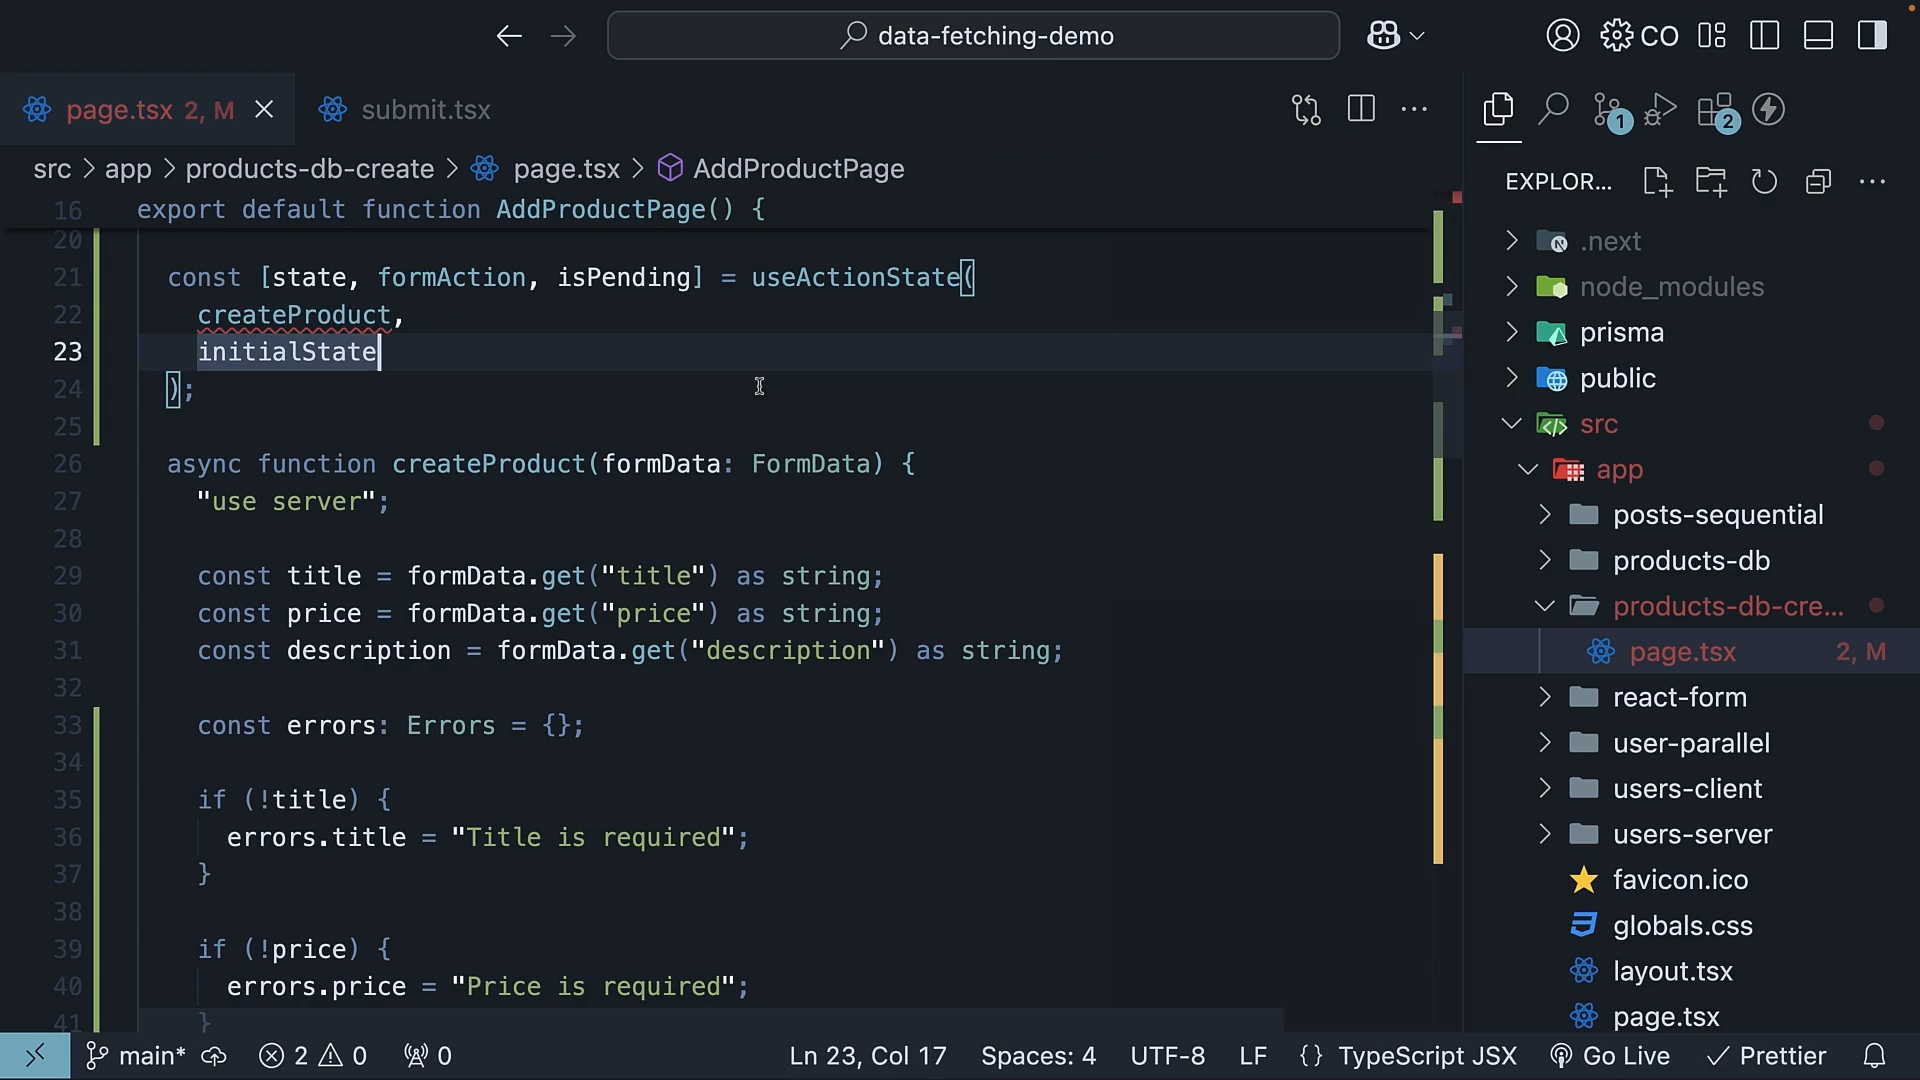 data-fetching-demo
CO
page.tsx 2, M
submit.tsx
1
2
src > app > products-db-create > page.tsx > AddProductPage
EXPLOR...
16 export default function AddProductPage() {
20
21 const [state, formAction, isPending] = useActionState(
22 createProduct,
23 initialState
24 );
25
26 async function createProduct(formData: FormData) {
27 "use server";
28
29 const title = formData.get("title") as string;
30 const price = formData.get("price") as string;
31 const description = formData.get("description") as string;
32
33 const errors: Errors = {};
34
35 if (!title) {
36 errors.title = "Title is required";
37 }
38
39 if (!price) {
40 errors.price = "Price is required";
41 }
.next
node_modules
prisma
public
src
app
posts-sequential
products-db
products-db-cre...
page.tsx 2, M
react-form
user-parallel
users-client
users-server
favicon.ico
globals.css
layout.tsx
page.tsx
main* 2 0 0 Ln 23, Col 17 Spaces: 4 UTF-8 LF {} TypeScript JSX Go Live Prettier